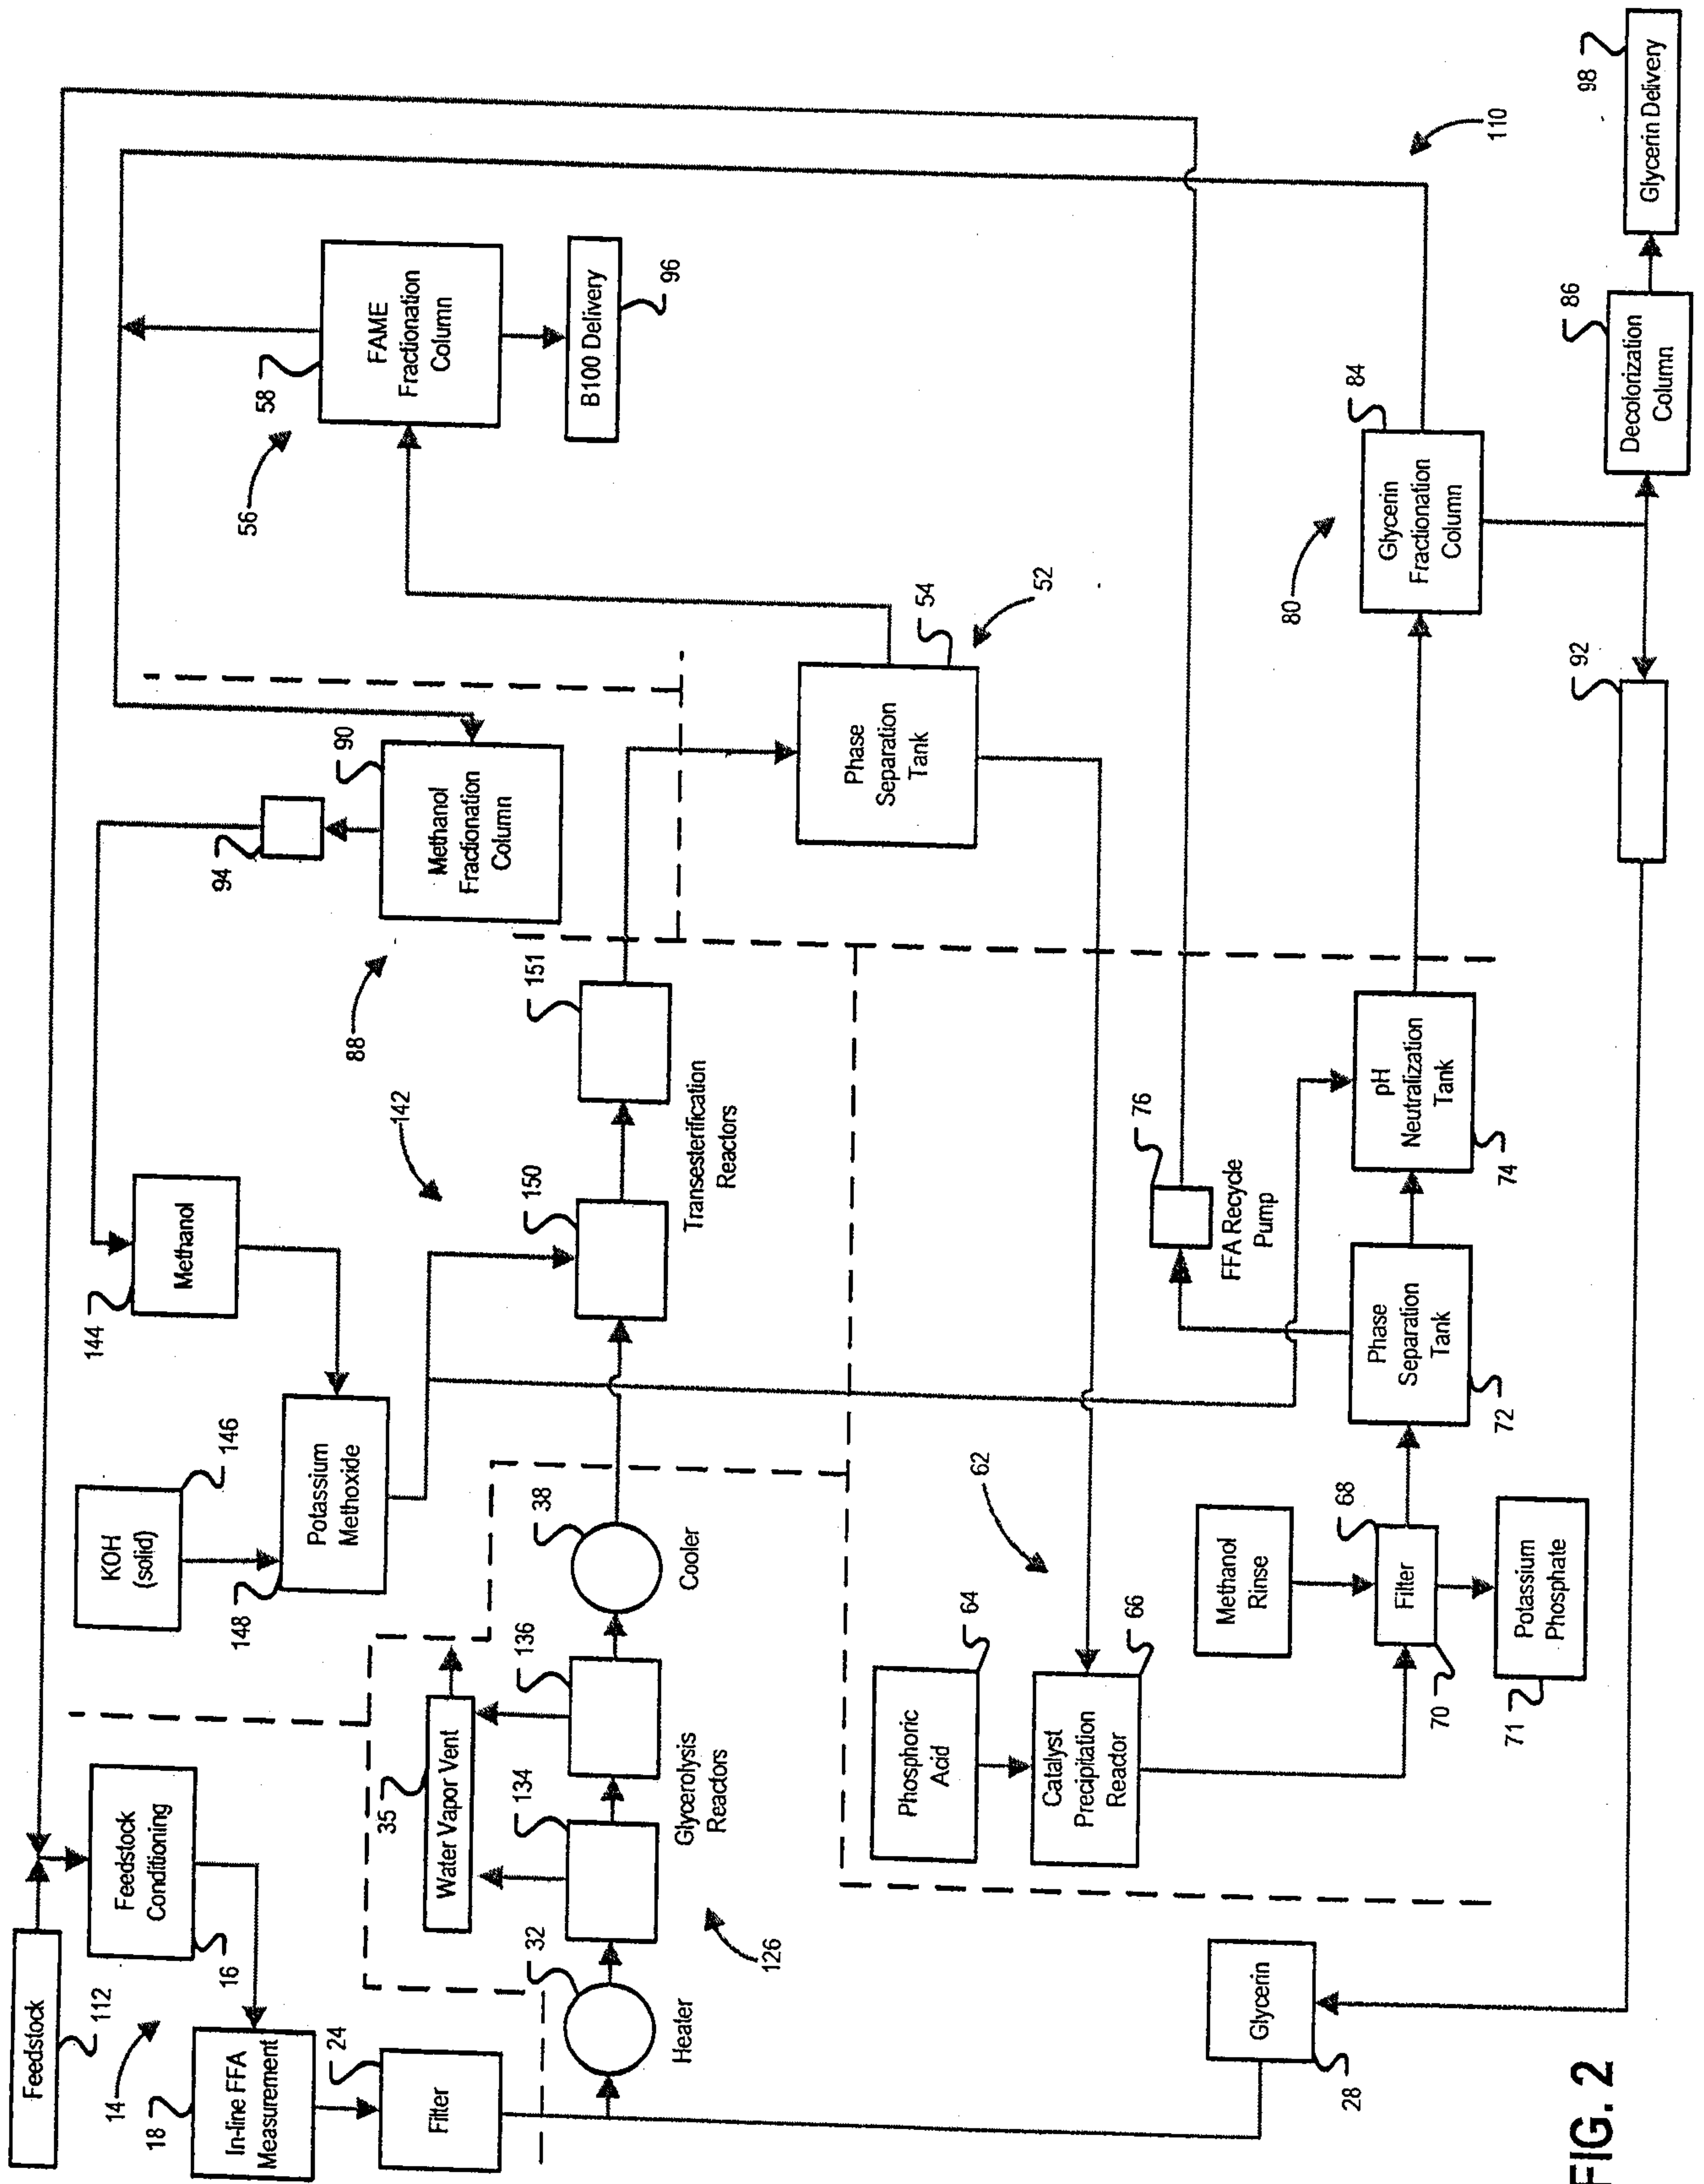 Feedstock
112
14
Feedstock
Conditioning
16
18
In-line FFA
Measurement
24
Filter
KOH
(solid)
146
144
Methanol
148
Potassium
Methoxide
94
90
Methanol
Fractionation
Column
88
142
58
56
FAME
Fractionation
Column
B100 Delivery
96
35
Water Vapor Vent
32
Heater
134
136
Glycerolysis
Reactors
126
38
Cooler
150
151
Transesterification
Reactors
Phase
Separation
Tank
54
52
62
Phosphoric
Acid
64
Catalyst
Precipitation
Reactor
66
Methanol
Rinse
68
Filter
70
Potassium
Phosphate
71
76
FFA Recycle
Pump
Phase
Separation
Tank
72
pH
Neutralization
Tank
74
80
84
Glycerin
Fractionation
Column
110
Glycerin
28
92
86
Decolorization
Column
98
Glycerin Delivery
FIG. 2